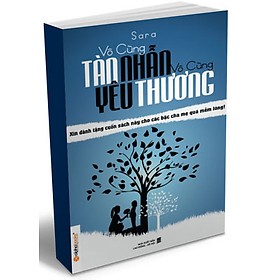 Sara
Vô Cùng
TÀN NHẪN
Vô Cùng
YÊU THƯƠNG
Xin dành tặng cuốn sách này cho các bậc cha mẹ quá mềm lòng!